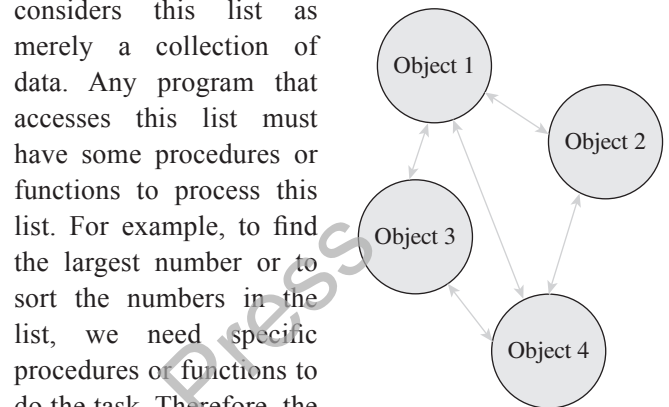 considers this list as
merely a collection of
data. Any program that
accesses this list must
have some procedures or
functions to process this
list. For example, to find
the largest number or to
sort the numbers in the
list, we need specific
procedures or functions to
do the task. Therefore, the
Object 1
Object 2
Object 3
Object 4
Press